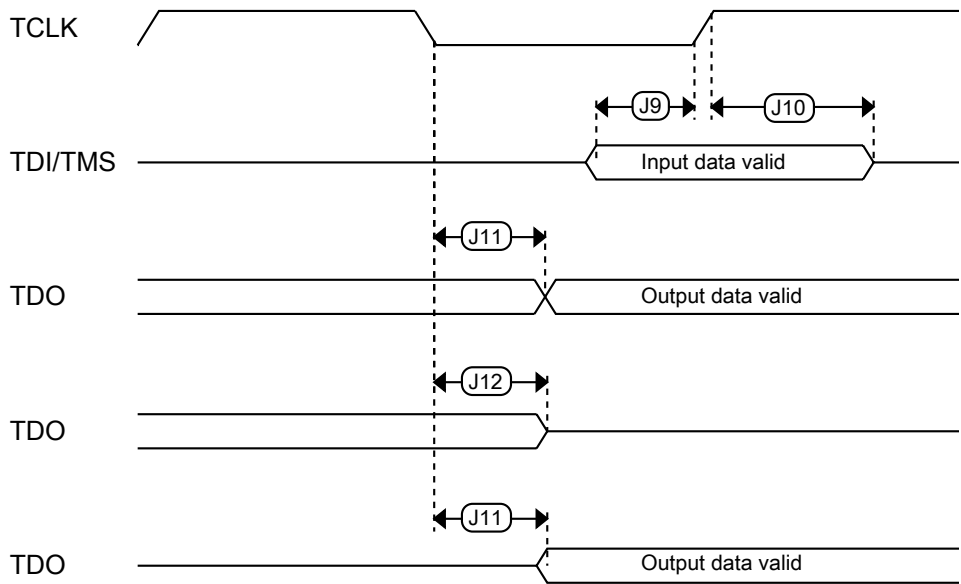 TCLK
J9
J10
TDI/TMS
Input data valid
J11
TDO
Output data valid
J12
TDO
J11
TDO
Output data valid